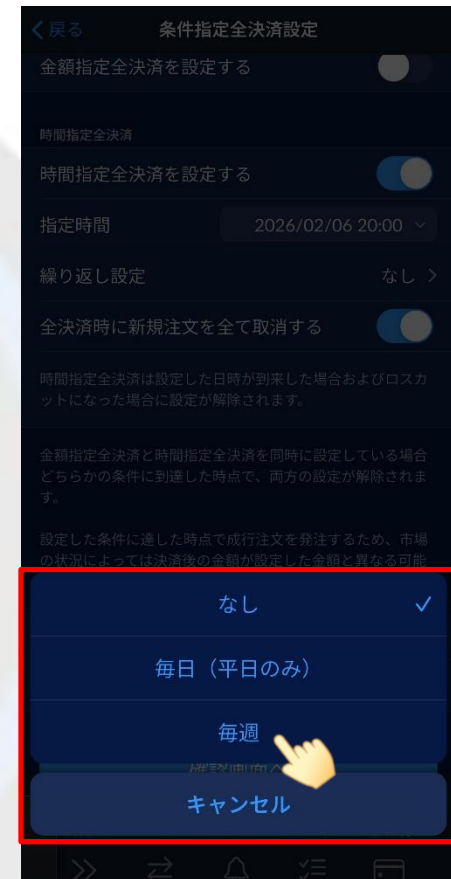 戻る 条件指定全決済設定
金額指定全決済を設定する
時間指定全決済
時間指定全決済を設定する
指定時間 2026/02/06 20:00
繰り返し設定 なし
全決済時に新規注文を全て取消する
時間指定全決済は設定した日時が到来した場合およびロスカ
ットになった場合に設定が解除されます。
金額指定全決済と時間指定全決済を同時に設定している場合
どちらかの条件に到達した時点で、両方の設定が解除されま
す。
設定した条件に達した時点で成行注文を発注するため、市場
の状況によっては決済後の金額が設定した金額と異なる可能
なし
毎日（平日のみ）
毎週
確認画面へ
キャンセル